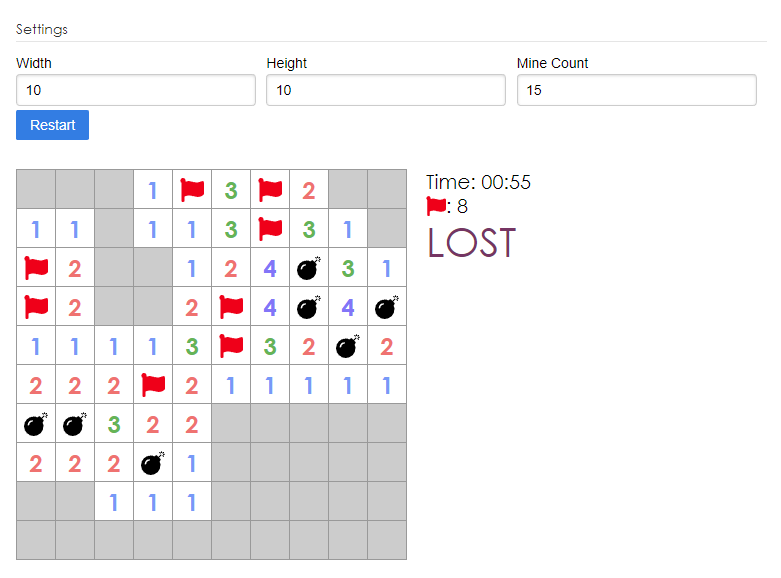 Settings
Width Height Mine Count
10 10 15
Restart
1 3 2
1 1 1 1 3 3 1
2 1 2 4 3 1
2 2 4 4
1 1 1 1 3 3 2 2
2 2 2 2 1 1 1 1 1
3 2 2
2 2 2 1
1 1 1
Time: 00:55
: 8
LOST